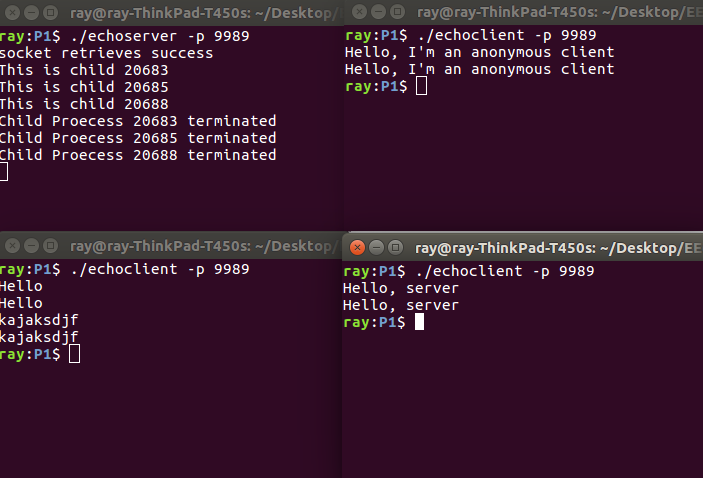 ray@ray-ThinkPad-T450s: ~/Desktop/
ray:P1$ ./echoserver -p 9989
socket retrieves success
This is child 20683
This is child 20685
This is child 20688
Child Proecess 20683 terminated
Child Proecess 20685 terminated
Child Proecess 20688 terminated
ray@ray-ThinkPad-T450s: ~/Desktop/EE
ray:P1$ ./echoclient -p 9989
Hello, I'm an anonymous client
Hello, I'm an anonymous client
ray:P1$
ray@ray-ThinkPad-T450s: ~/Desktop/
ray:P1$ ./echoclient -p 9989
Hello
Hello
kajaksdjf
kajaksdjf
ray:P1$
ray@ray-ThinkPad-T450s: ~/Desktop/EE
ray:P1$ ./echoclient -p 9989
Hello, server
Hello, server
ray:P1$